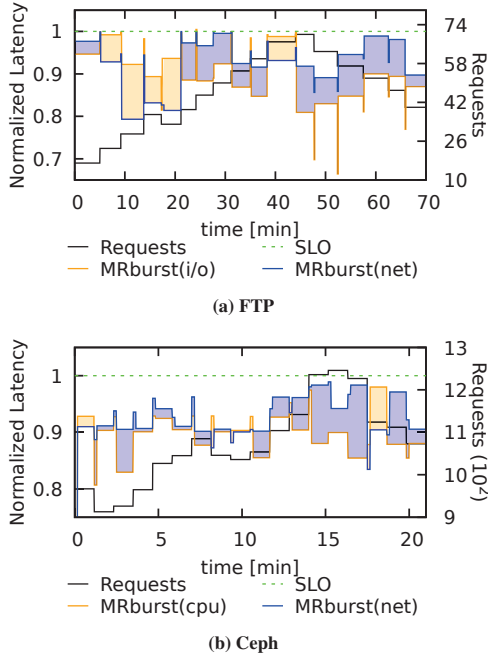 Normalized Latency
1
0.9
0.8
0.7
74
58
42
26
10
Requests
0 10 20 30 40 50 60 70
time [min]
Requests SLO
MRburst(i/o) MRburst(net)
(a) FTP
Normalized Latency
1
0.9
0.8
13
12
11
10
9
Requests (10²)
0 5 10 15 20
time [min]
Requests SLO
MRburst(cpu) MRburst(net)
(b) Ceph